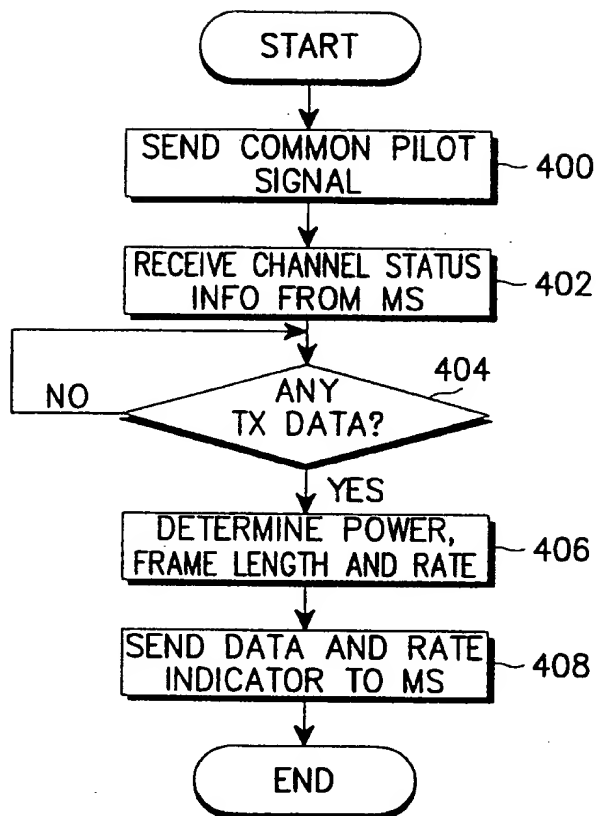 START
SEND COMMON PILOT
SIGNAL
400
RECEIVE CHANNEL STATUS
INFO FROM MS
402
404
ANY
TX DATA?
NO
YES
DETERMINE POWER,
FRAME LENGTH AND RATE
406
SEND DATA AND RATE
INDICATOR TO MS
408
END